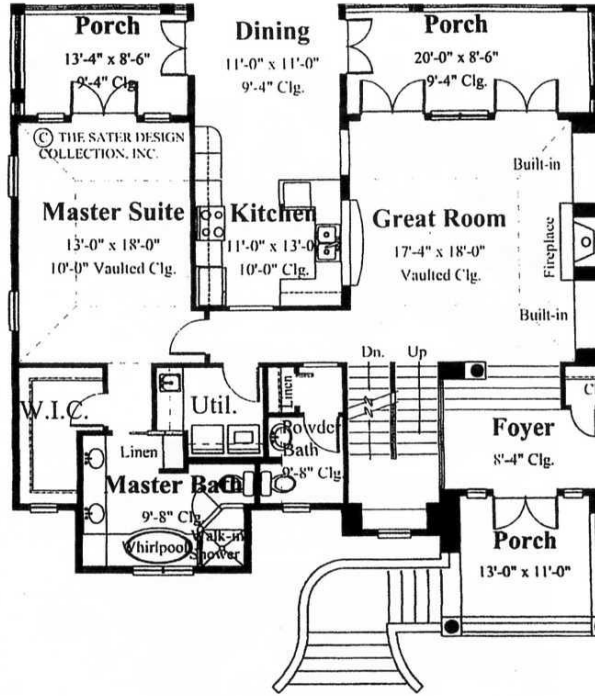 Porch
13'-4" x 8'-6"
9'-4" Clg.
Dining
11'-0" x 11'-0"
9'-4" Clg.
Porch
20'-0" x 8'-6"
9'-4" Clg.
© THE SATER DESIGN
COLLECTION, INC.
Master Suite
13'-0" x 18'-0"
10'-0" Vaulted Clg.
Kitchen
11'-0" x 13'-0"
10'-0" Clg.
Great Room
17'-4" x 18'-0"
Vaulted Clg.
Built-in
Fireplace
Built-in
Dn.
Up
W.I.C.
Util.
Linen
Powder
Bath
9'-8" Clg.
Foyer
8'-4" Clg.
Linen
Master Bath
9'-8" Clg.
Whirlpool
Walk-in
Shower
Porch
13'-0" x 11'-0"